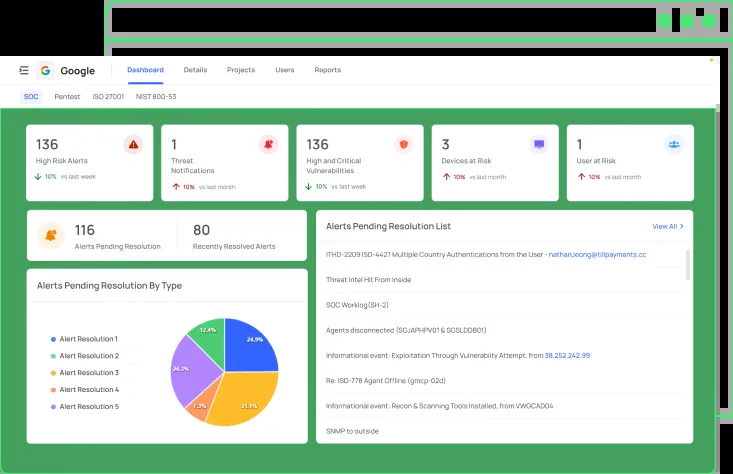 Google
Dashboard
Details
Projects
Users
Reports
SOC
Pentest
ISO 27001
NIST 800-53
136
High Risk Alerts
10% vs last week
1
Threat
Notifications
10% vs last month
136
High and Critical
Vulnerabilities
10% vs last week
3
Devices at Risk
10% vs last month
1
User at Risk
10% vs last month
116
Alerts Pending Resolution
80
Recently Resolved Alerts
Alerts Pending Resolution By Type
Alert Resolution 1
Alert Resolution 2
Alert Resolution 3
Alert Resolution 4
Alert Resolution 5
12.4%
24.9%
24.3%
7.3%
Alerts Pending Resolution List
View All
ITHD-2209 ISD-4427 Multiple Country Authentications from the User - nathanJeong@tillpayments.cc
Threat Intel Hit From Inside
SOC Worklog(SH-2)
Agents disconnected (SGJAPHPV01 & SGSLDDB01)
Informational event: Exploitation Through Vulnerabiity Attempt, from 38.252.242.99
Re: ISD-778 Agent Offline (gmcp-02d)
Informational event: Recon & Scanning Tools Installed, from VWGCAD04
SNMP to outside